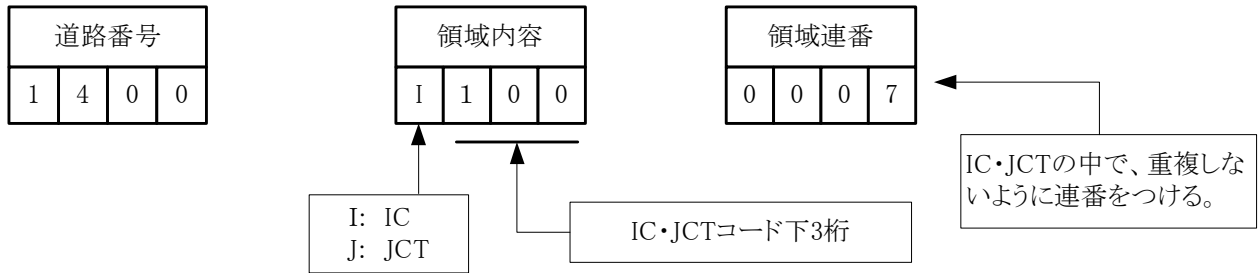 道路番号
1 4 0 0
領域内容
I 1 0 0
領域連番
0 0 0 7
IC・JCTの中で、重複しな
いように連番をつける。
I: IC
J: JCT
IC・JCTコード下3桁